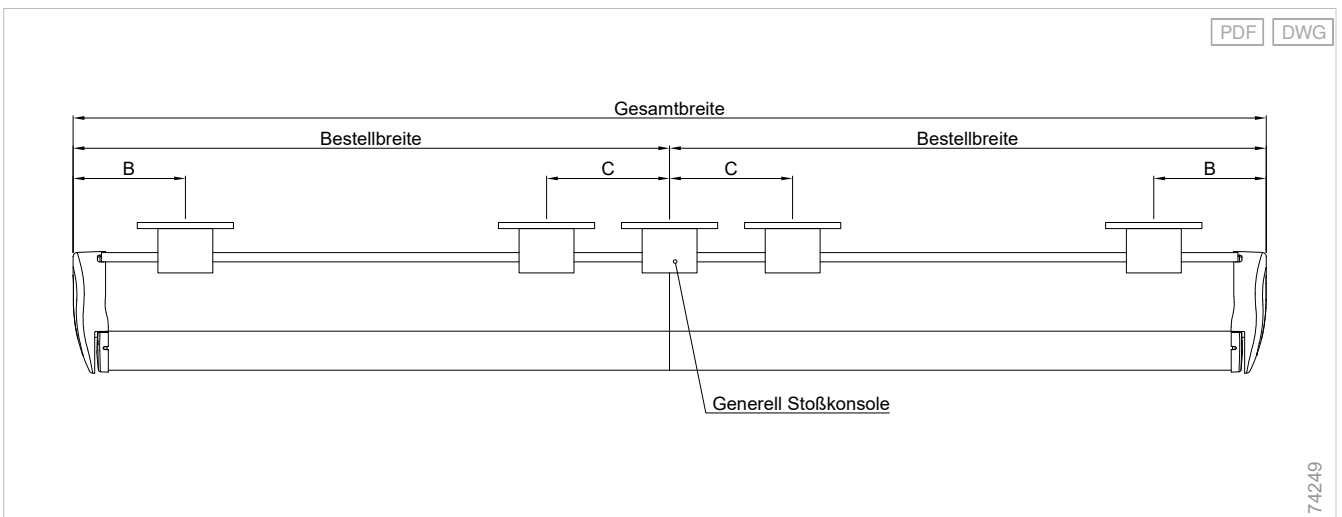 PDF DWG
Gesamtbreite
Bestellbreite Bestellbreite
B C C B
Generell Stoßkonsole
74249